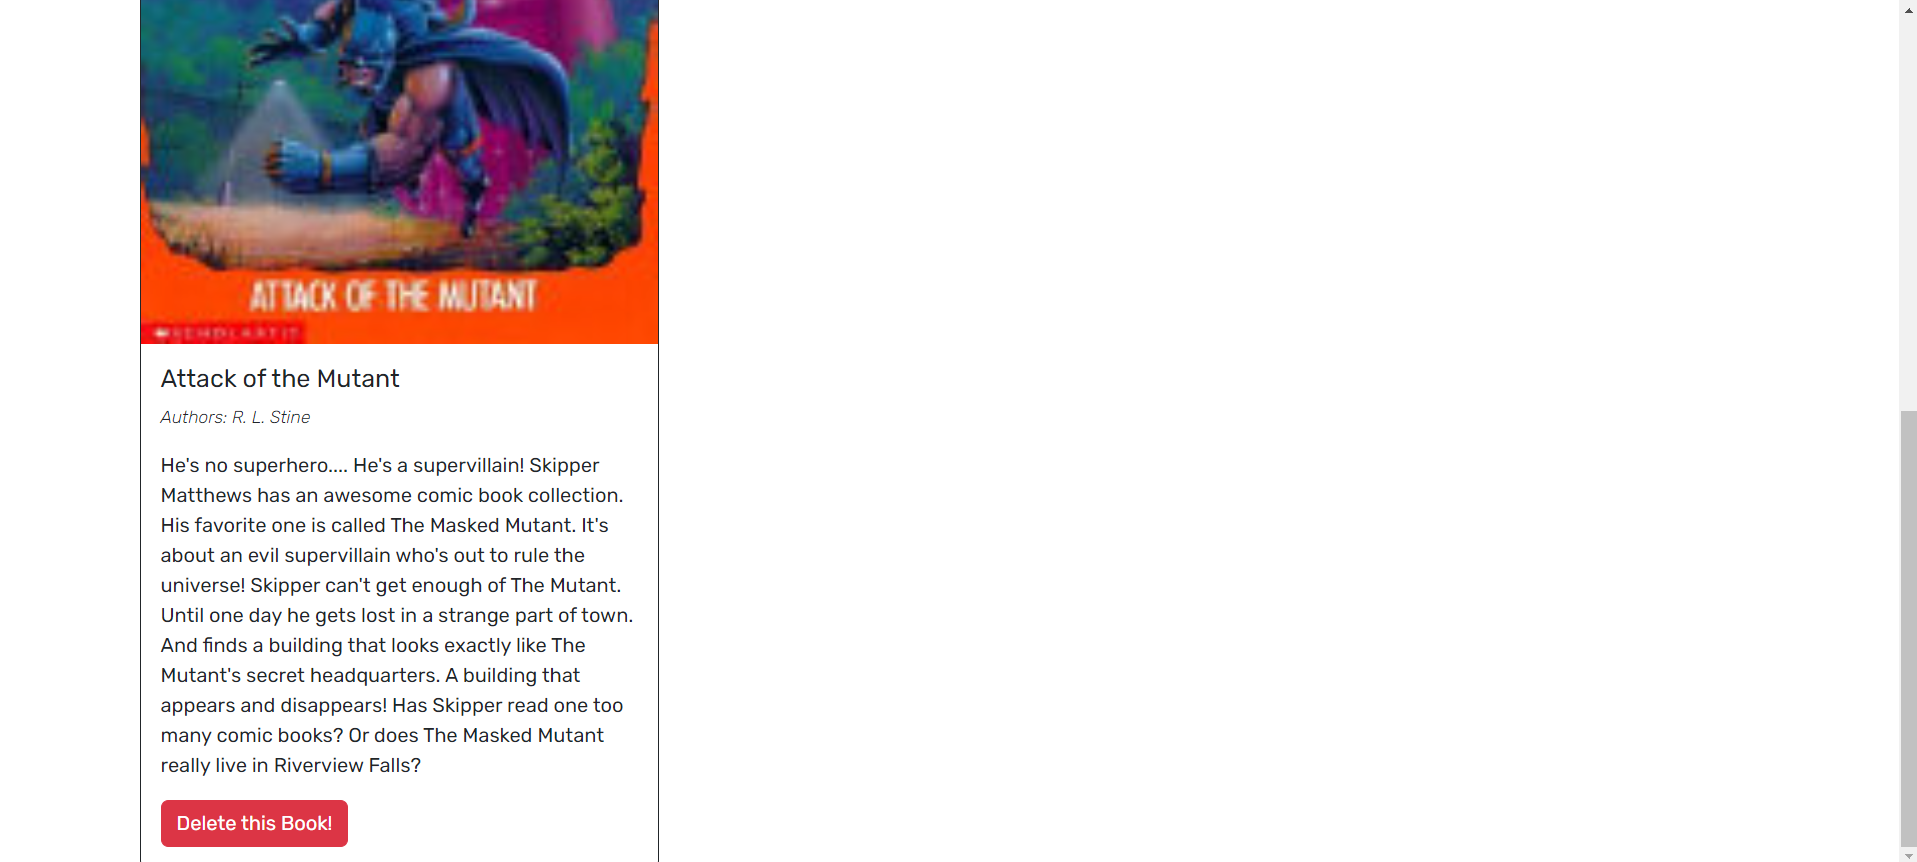 ATTACK OF THE MUTANT
SCHOLASTIC
Attack of the Mutant
Authors: R. L. Stine
He's no superhero.... He's a supervillain! Skipper
Matthews has an awesome comic book collection.
His favorite one is called The Masked Mutant. It's
about an evil supervillain who's out to rule the
universe! Skipper can't get enough of The Mutant.
Until one day he gets lost in a strange part of town.
And finds a building that looks exactly like The
Mutant's secret headquarters. A building that
appears and disappears! Has Skipper read one too
many comic books? Or does The Masked Mutant
really live in Riverview Falls?
Delete this Book!